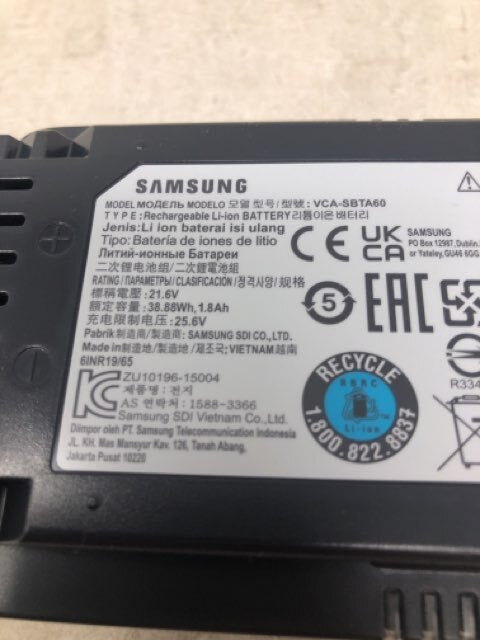 SAMSUNG
MODEL МОДЕЛЬ MODELO 모델 型号/型號: VCA-SBTA60
TYPE: Rechargeable Li-ion BATTERY 리튬이온 배터리
Jenis: Li ion baterai isi ulang
Tipo: Batería de iones de litio
Литий-ионные Батареи
二次锂电池组/二次鋰電池組
RATING/ПАРАМЕТРЫ/CLASIFICACIÓN/정격사양/规格
標稱電壓: 21.6V
額定容量: 38.88Wh, 1.8Ah
充电限制电压: 25.6V
Pabrik 制造商/製造商: SAMSUNG SDI CO., LTD.
Made in 制造地/製造地/제조국: VIETNAM 越南
6INR19/65
ZU10196-15004
제품명: 전지
AS 연락처: 1588-3366
Samsung SDI Vietnam Co., Ltd.
Diimpor oleh PT. Samsung Telecommunication Indonesia
JL. KH. Mas Mansyur Kav. 126, Tanah Abang,
Jakarta Pusat 10220
CE
UK
CA
SAMSUNG
PO Box 12987, Dublin.
or Yateley, GU46 6GG
5
EAC
RECYCLE
RBRC
TM
Li-ion
1.800.822.8837
R334